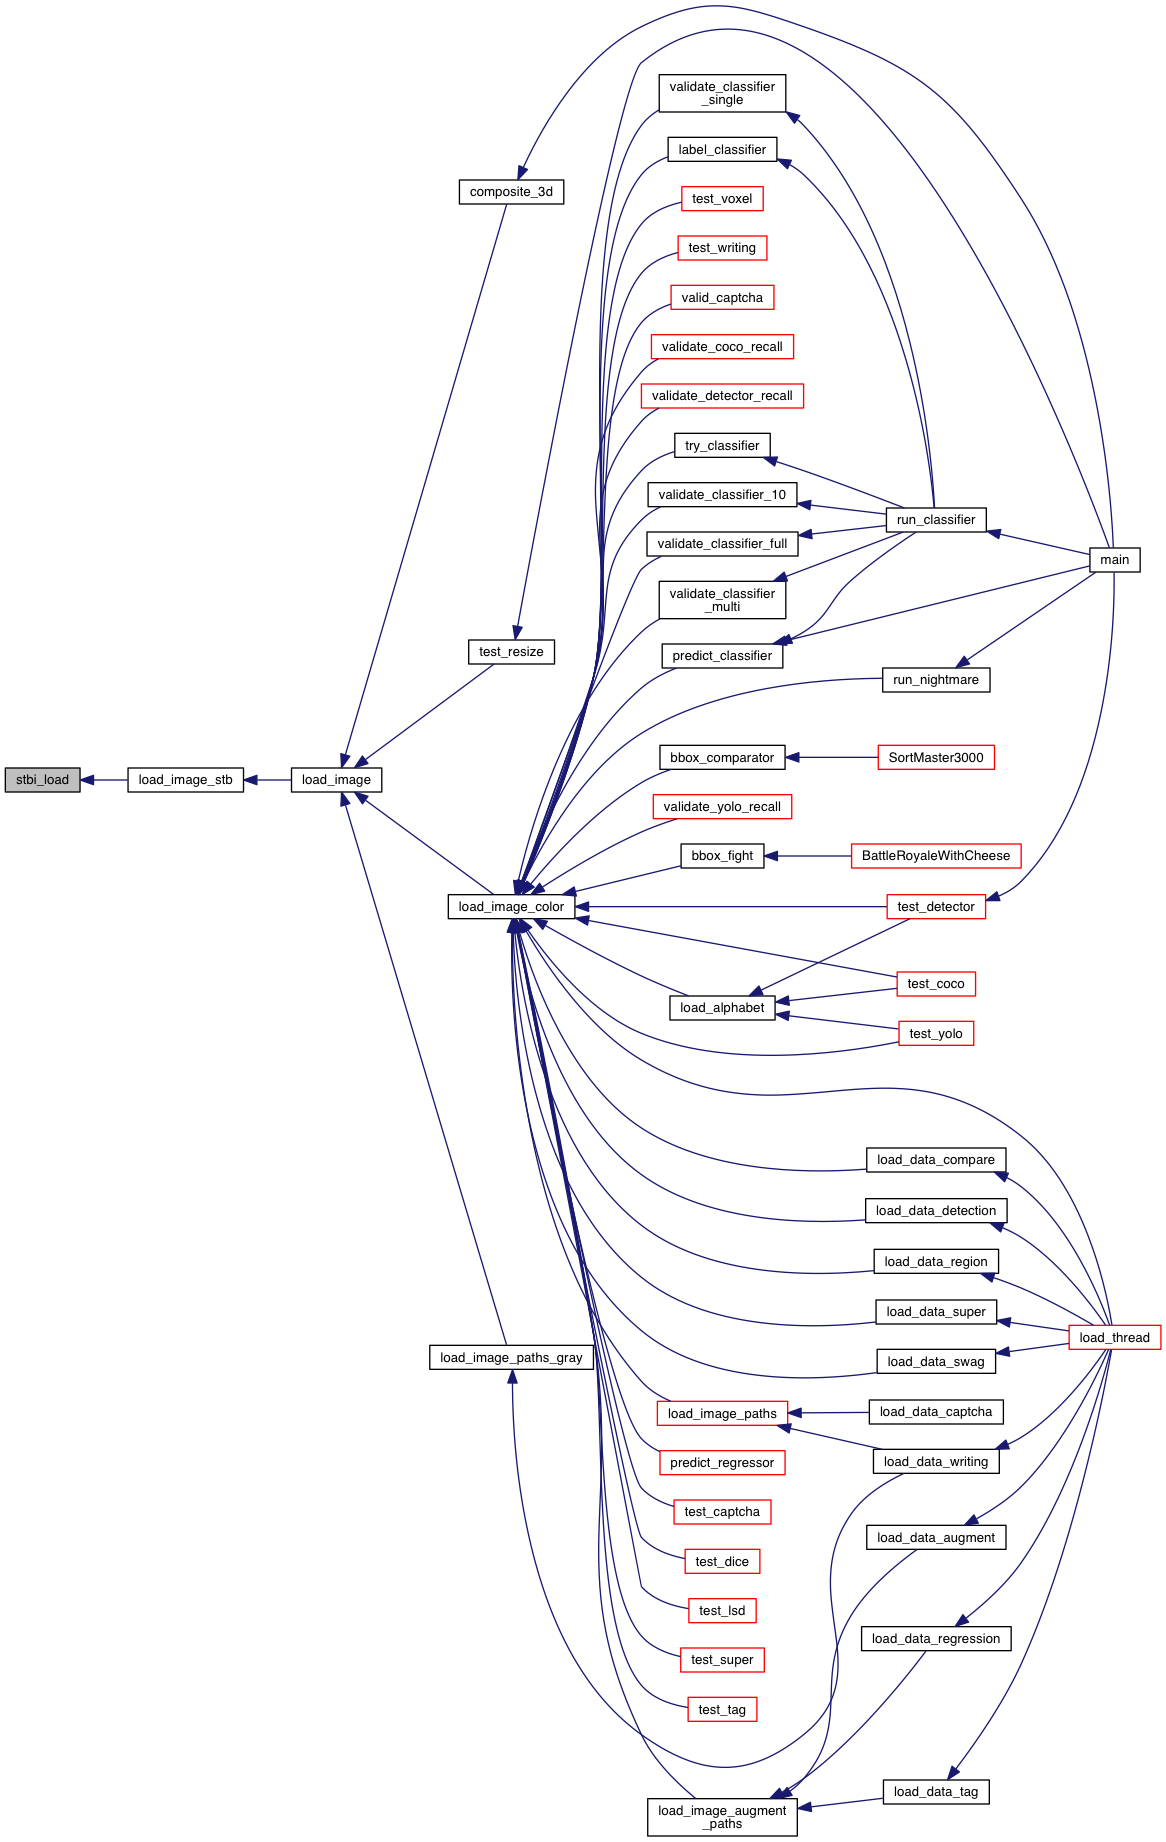 validate_classifier
_single
label_classifier
composite_3d
test_voxel
test_writing
valid_captcha
validate_coco_recall
validate_detector_recall
try_classifier
validate_classifier_10
run_classifier
validate_classifier_full
main
validate_classifier
_multi
test_resize
predict_classifier
run_nightmare
bbox_comparator
SortMaster3000
stbi_load
load_image_stb
load_image
validate_yolo_recall
bbox_fight
BattleRoyaleWithCheese
load_image_color
test_detector
test_coco
load_alphabet
test_yolo
load_data_compare
load_data_detection
load_data_region
load_data_super
load_thread
load_image_paths_gray
load_data_swag
load_image_paths
load_data_captcha
predict_regressor
load_data_writing
test_captcha
load_data_augment
test_dice
test_lsd
load_data_regression
test_super
test_tag
load_data_tag
load_image_augment
_paths